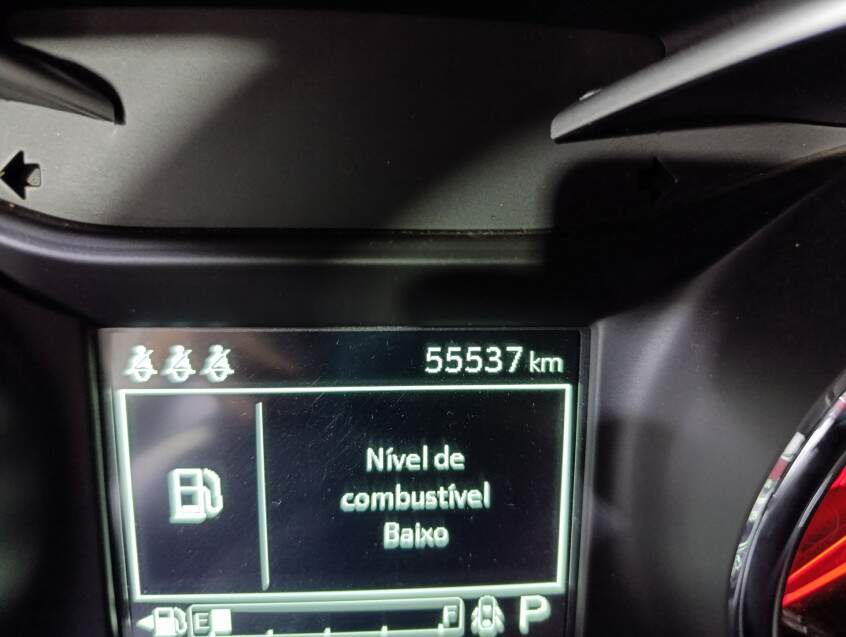 55537 km
Nível de
combustível
Baixo
E F P